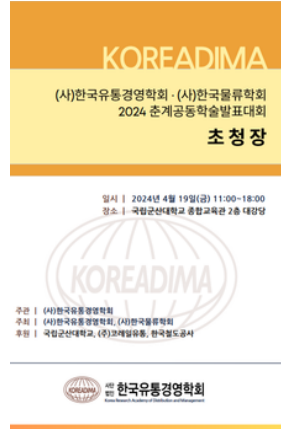 KOREADIMA
(사)한국유통경영학회 · (사)한국물류학회
2024 춘계공동학술발표대회
초청장
일시 | 2024년 4월 19일(금) 11:00~18:00
장소 | 국립군산대학교 종합교육관 2층 대강당
KOREADIMA
주관 | (사)한국유통경영학회
주최 | (사)한국유통경영학회, (사)한국물류학회
후원 | 국립군산대학교, (주)코레일유통, 한국철도공사
KOREADIMA
사단법인 한국유통경영학회
Korea Research Academy of Distribution and Management